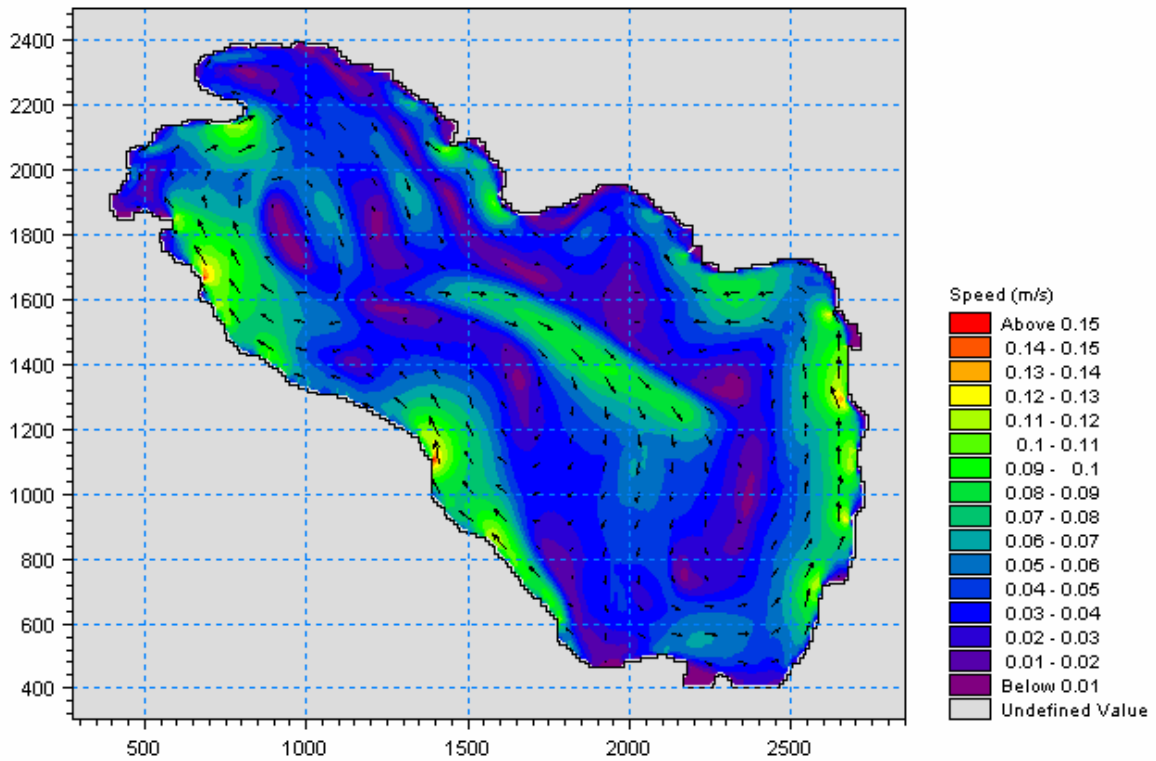 2400
2200
2000
1800
1600
1400
1200
1000
800
600
400
500
1000
1500
2000
2500
Speed (m/s)
Above 0.15
0.14 - 0.15
0.13 - 0.14
0.12 - 0.13
0.11 - 0.12
0.1 - 0.11
0.09 - 0.1
0.08 - 0.09
0.07 - 0.08
0.06 - 0.07
0.05 - 0.06
0.04 - 0.05
0.03 - 0.04
0.02 - 0.03
0.01 - 0.02
Below 0.01
Undefined Value